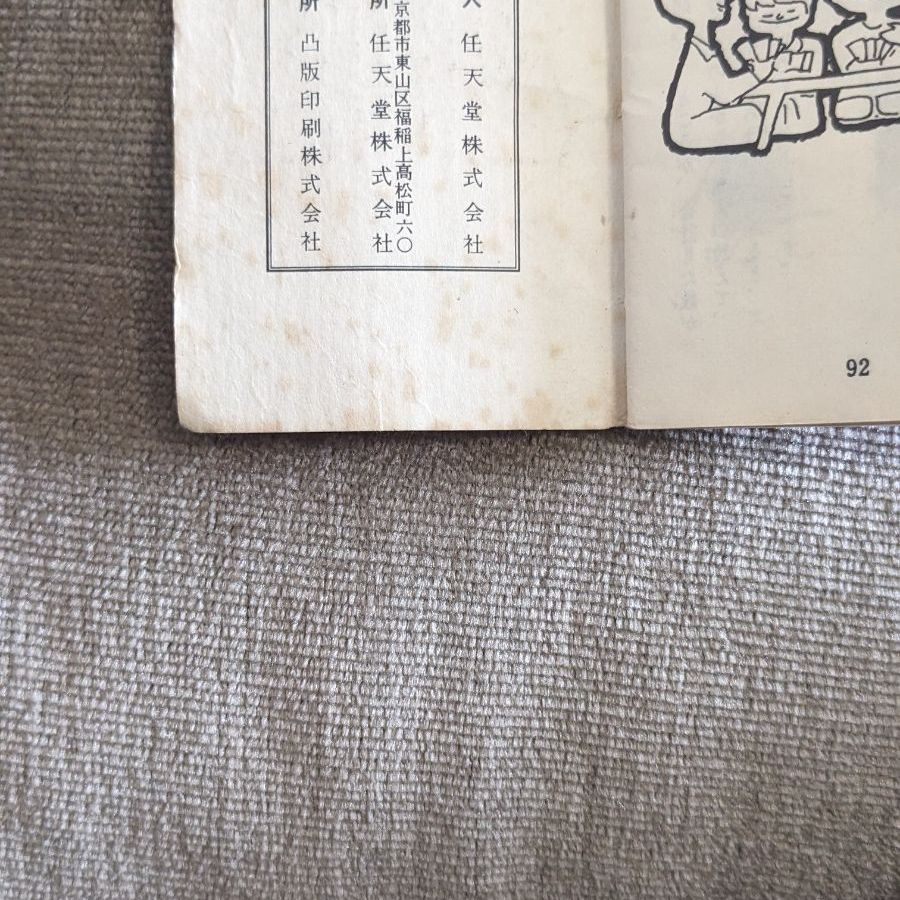 任天堂株式会社
京都市東山区福稲上高松町六〇
所 任天堂株式会社
所 凸版印刷株式会社
92